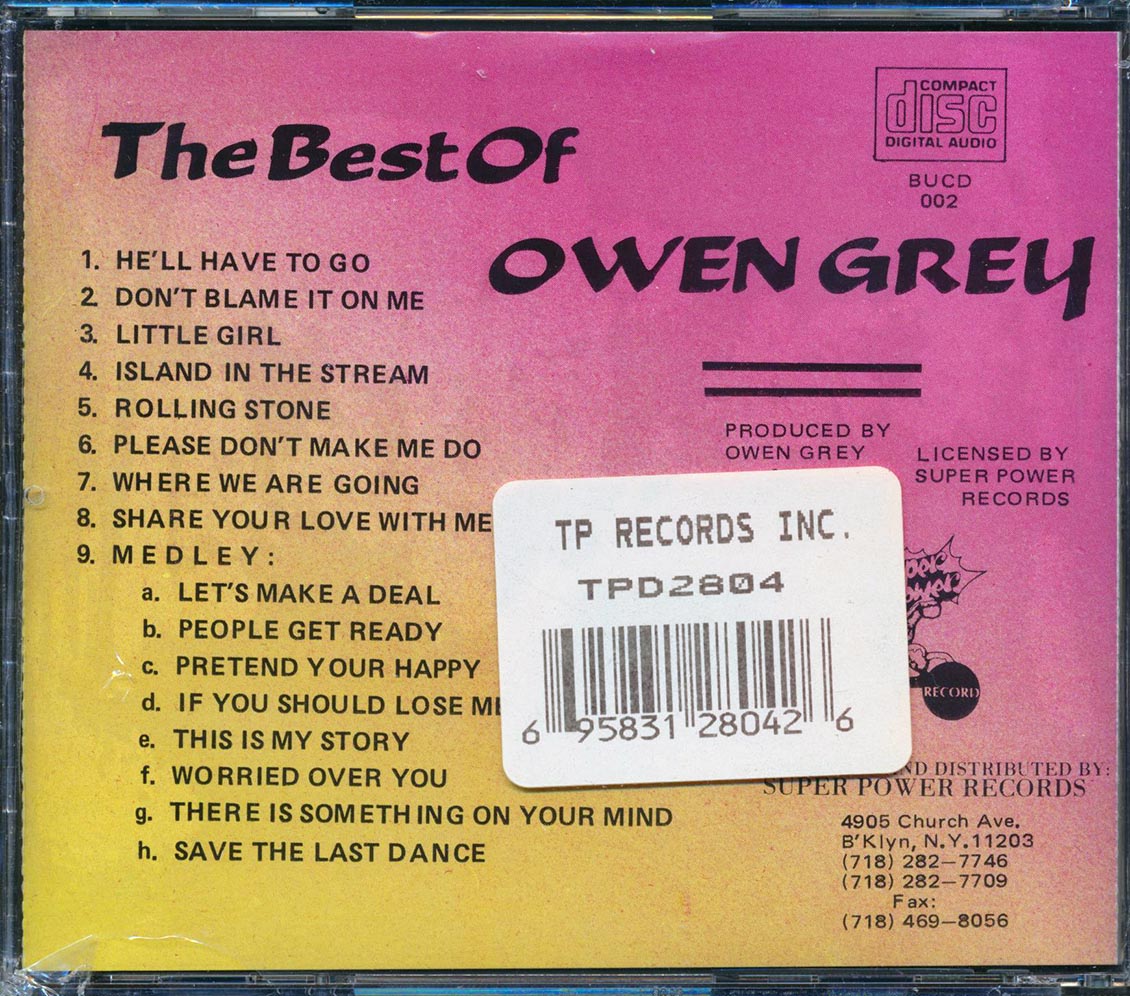 The Best Of
OWEN GREY
COMPACT
disc
DIGITAL AUDIO
BUCD
002
1. HE'LL HAVE TO GO
2. DON'T BLAME IT ON ME
3. LITTLE GIRL
4. ISLAND IN THE STREAM
5. ROLLING STONE
6. PLEASE DON'T MAKE ME DO
7. WHERE WE ARE GOING
8. SHARE YOUR LOVE WITH ME
9. MEDLEY:
a. LET'S MAKE A DEAL
b. PEOPLE GET READY
c. PRETEND YOUR HAPPY
d. IF YOU SHOULD LOSE
e. THIS IS MY STORY
f. WORRIED OVER YOU
g. THERE IS SOMETHING ON YOUR MIND
h. SAVE THE LAST DANCE
PRODUCED BY
OWEN GREY
LICENSED BY
SUPER POWER
RECORDS
TP RECORDS INC.
TPD2804
6 95831 28042 6
RECORD
DISTRIBUTED BY:
SUPER POWER RECORDS
4905 Church Ave.
B'Klyn, N.Y.11203
(718) 282-7746
(718) 282-7709
Fax:
(718) 469-8056